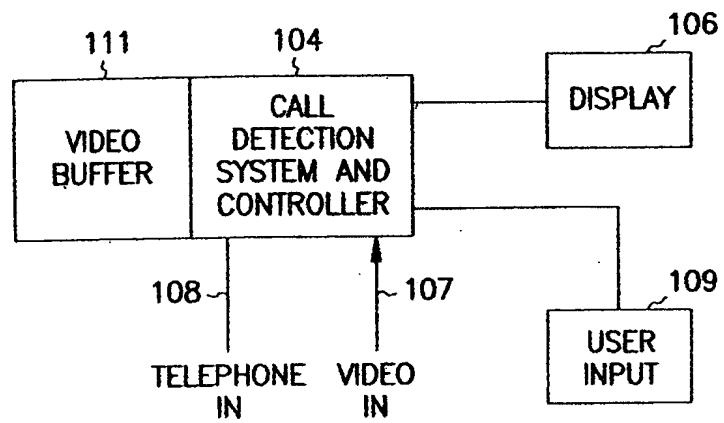 111
104
106
VIDEO
BUFFER
CALL
DETECTION
SYSTEM AND
CONTROLLER
DISPLAY
108
107
109
TELEPHONE
IN
VIDEO
IN
USER
INPUT